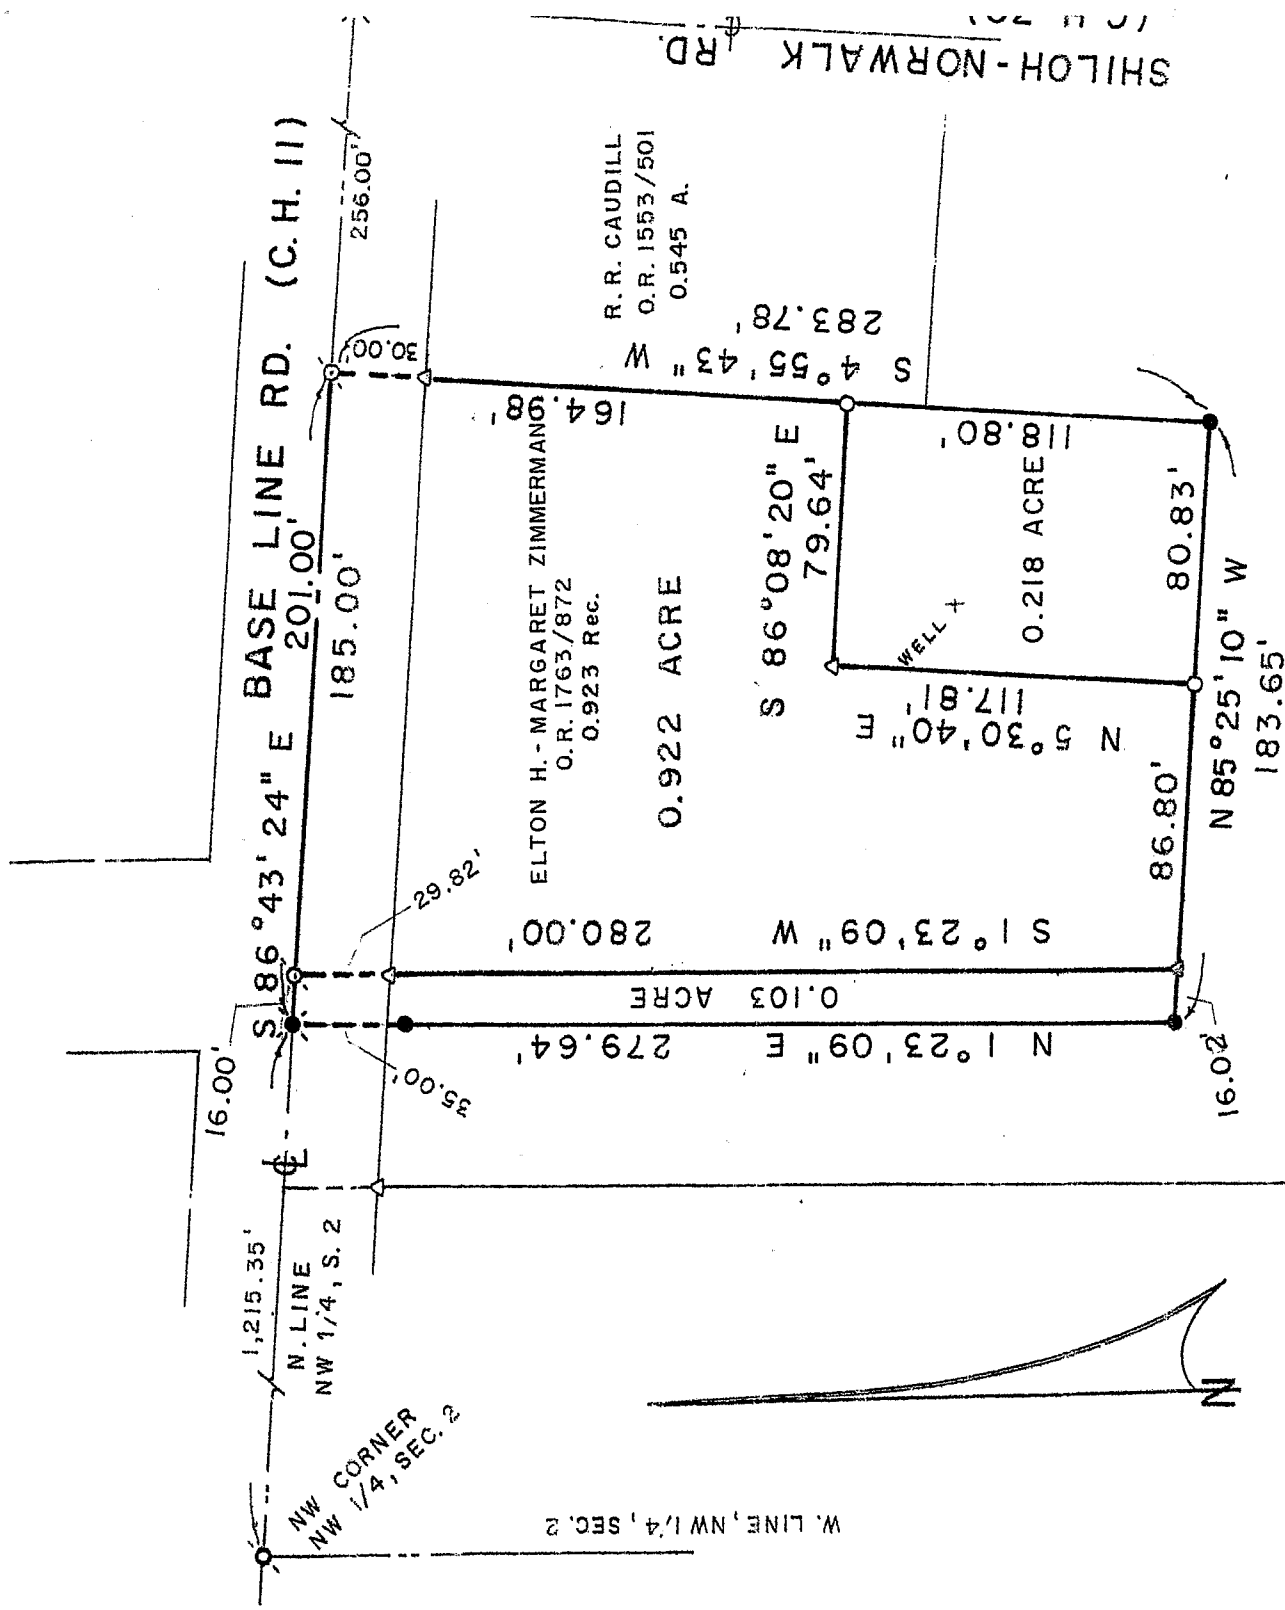 SHILOH-NORWALK RD.
BASE LINE RD. (C. H. 11)
256.00'
S 86°43'24" E
201.00'
185.00'
30.00'
R. R. CAUDILL
O.R. 1553/501
0.545 A.
S 4°55'43" W
283.78'
164.98'
118.80'
ELTON H.- MARGARET ZIMMERMAN
O.R. 1763/872
0.923 Rec.
0.922 ACRE
S 86°08'20" E
79.64'
WELL +
0.218 ACRE
N 5°30'40" E
117.81'
80.83'
N 85°25'10" W
183.65'
86.80'
29.82'
S 1°23'09" W
280.00'
0.103 ACRE
N 1°23'09" E
279.64'
16.00'
35.00'
16.02'
1,215.35'
N. LINE
NW 1/4, S. 2
NW CORNER
NW 1/4, SEC. 2
W. LINE, NW 1/4, SEC. 2
N